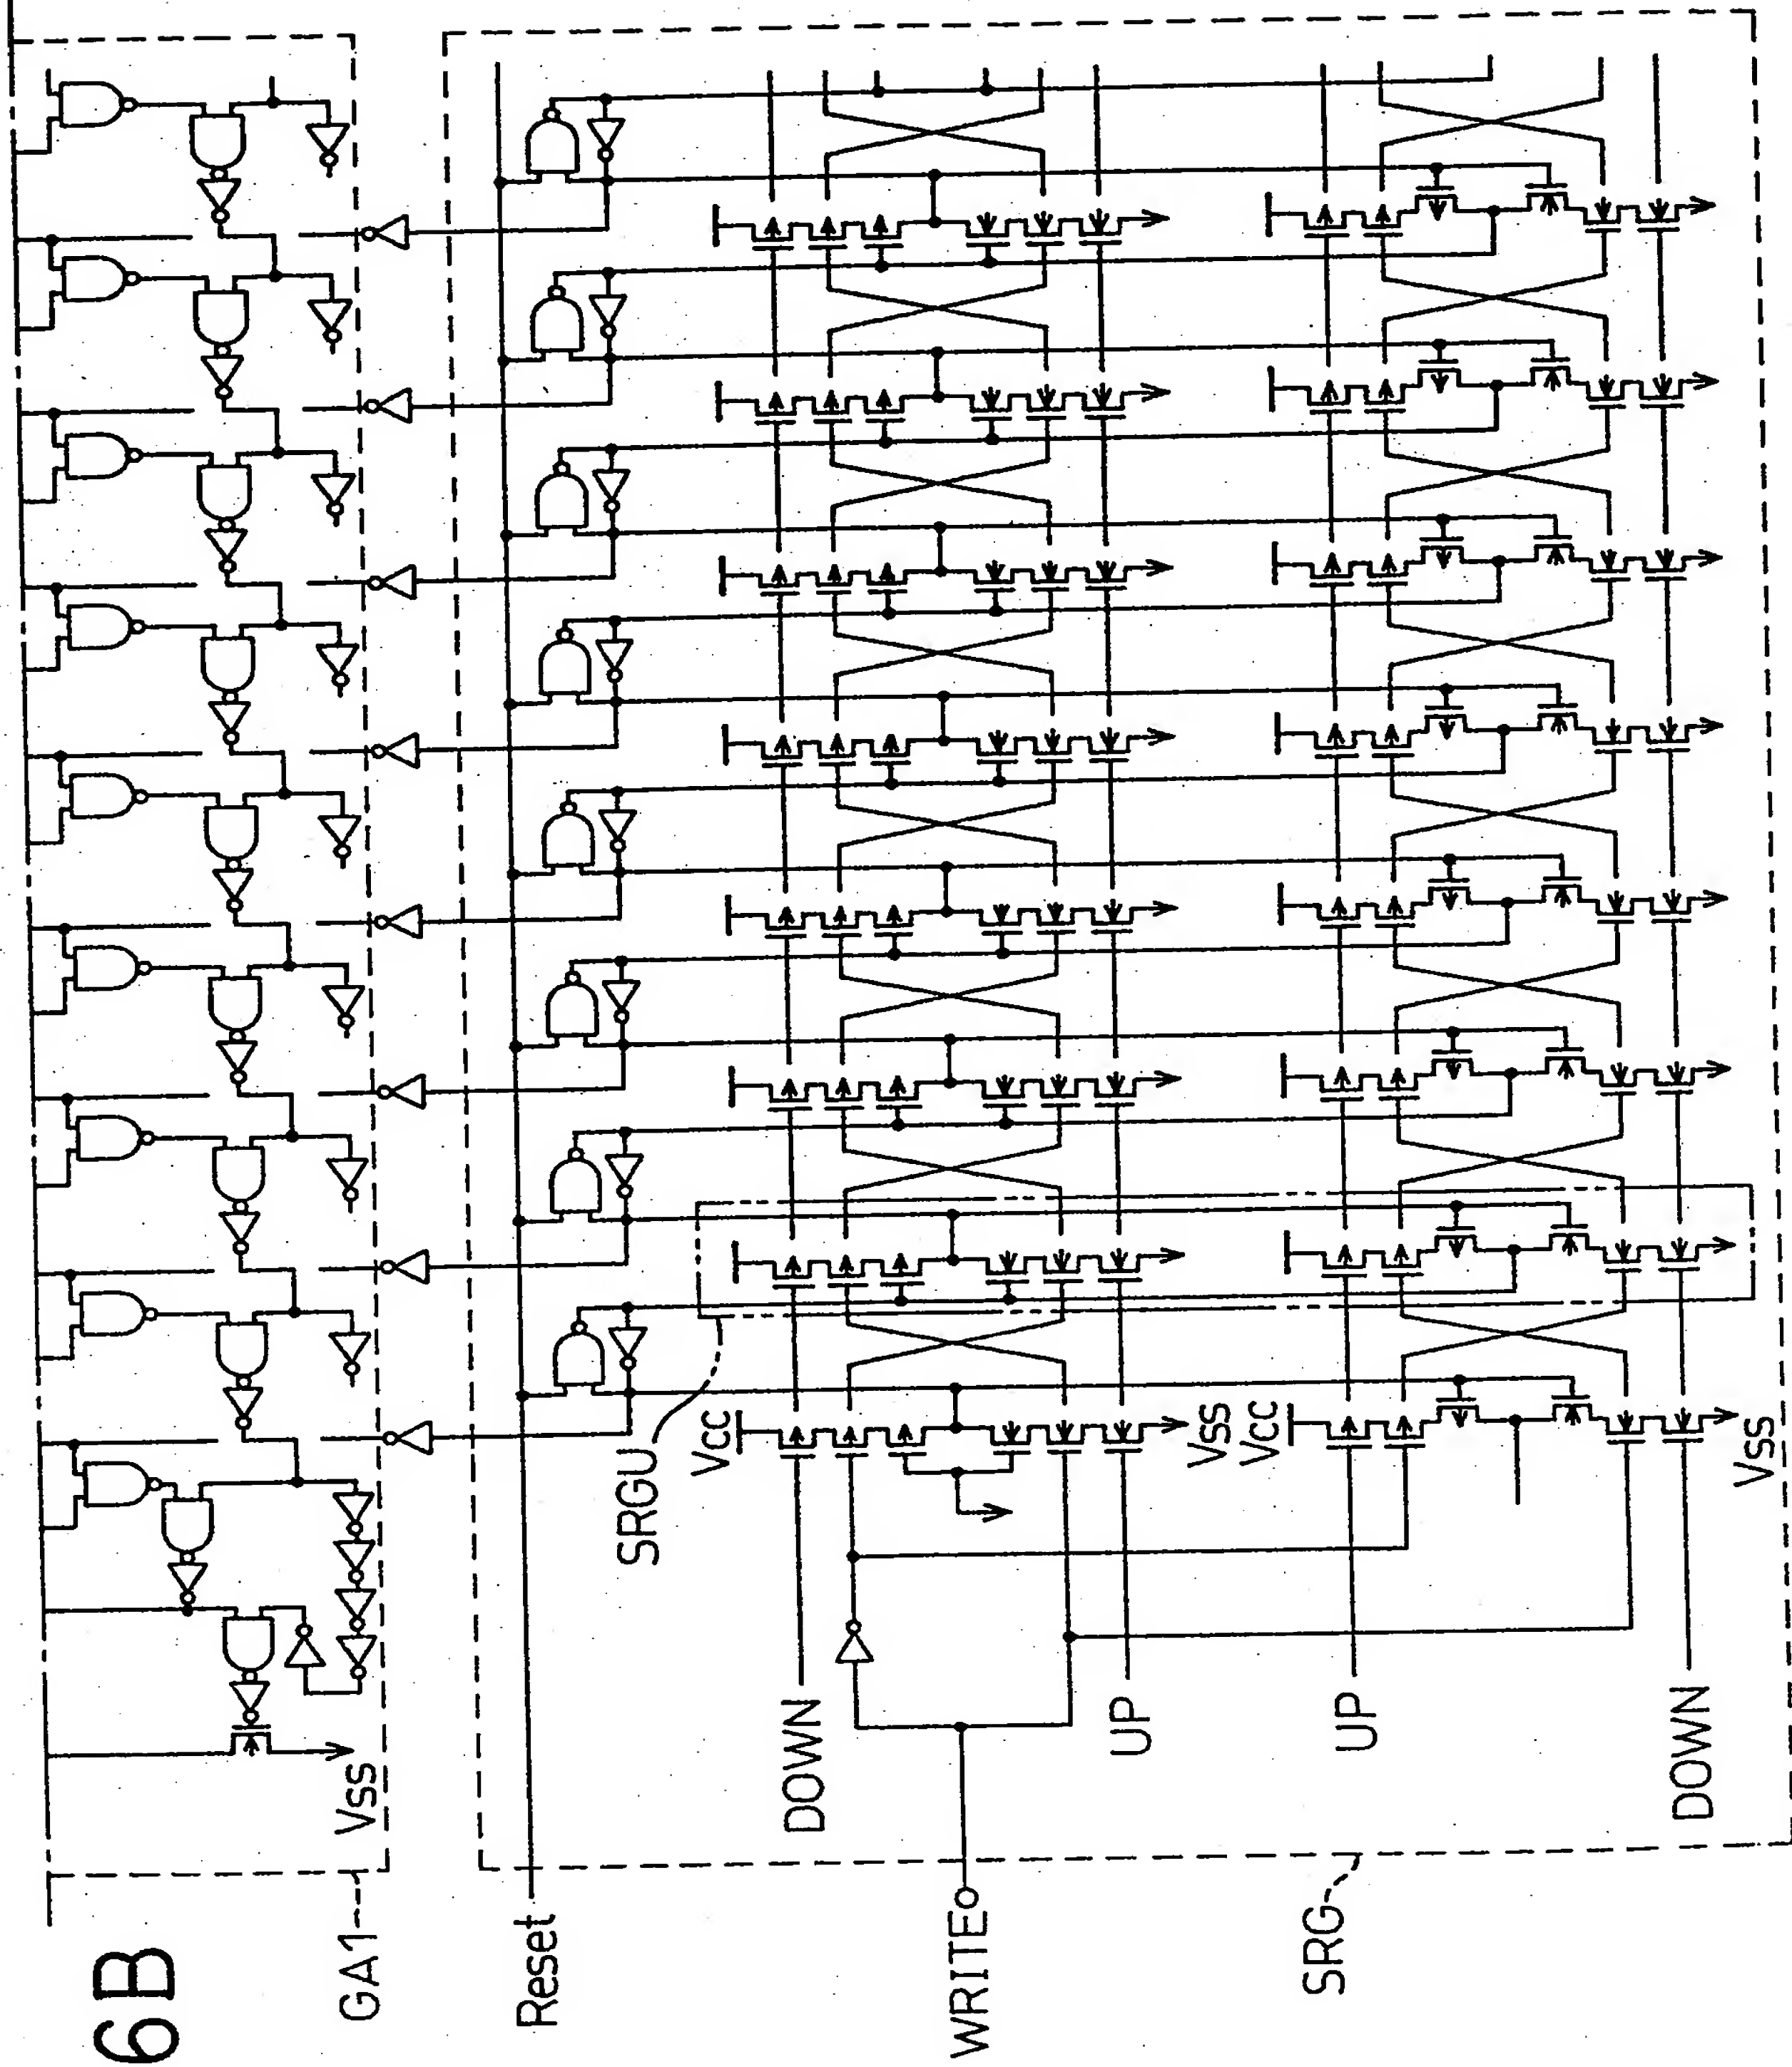 6B
GA1
Vss
Reset
SRGU
Vcc
Vss
Vcc
Vss
DOWN
UP
UP
DOWN
WRITE
SRG